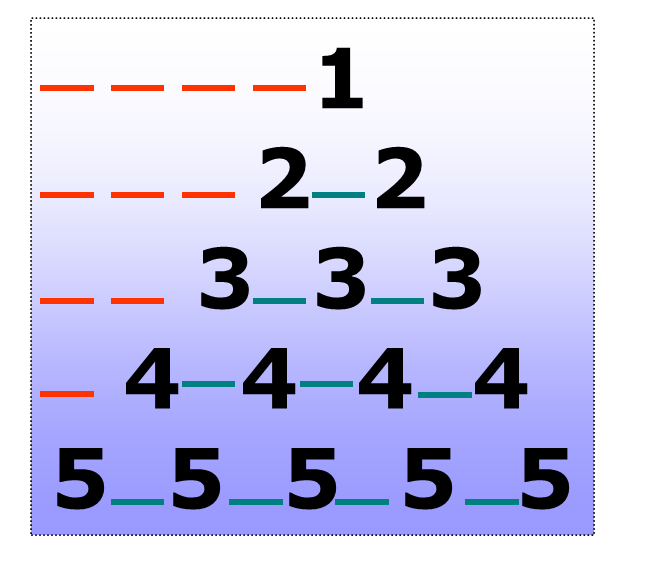 _ _ _ _ 1
_ _ _ 2 _ 2
_ _ 3 _ 3 _ 3
_ 4 _ 4 _ 4 _ 4
5 _ 5 _ 5 _ 5 _ 5